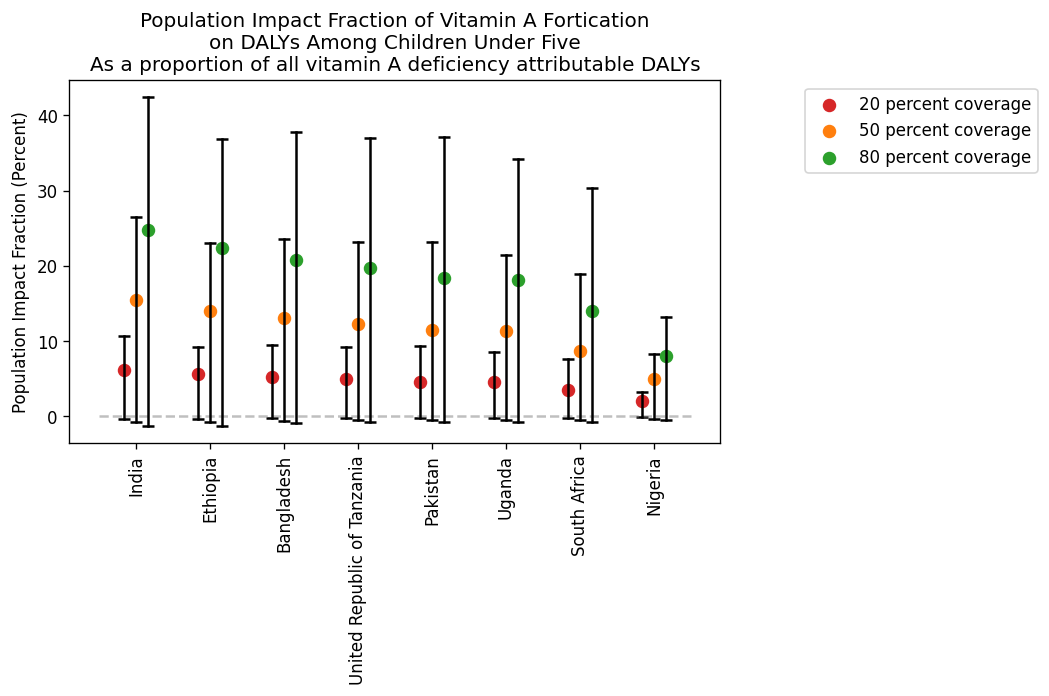 Population Impact Fraction of Vitamin A Fortication
on DALYs Among Children Under Five
As a proportion of all vitamin A deficiency attributable DALYs
Population Impact Fraction (Percent)
40
30
20
10
0
India
Ethiopia
Bangladesh
United Republic of Tanzania
Pakistan
Uganda
South Africa
Nigeria
20 percent coverage
50 percent coverage
80 percent coverage